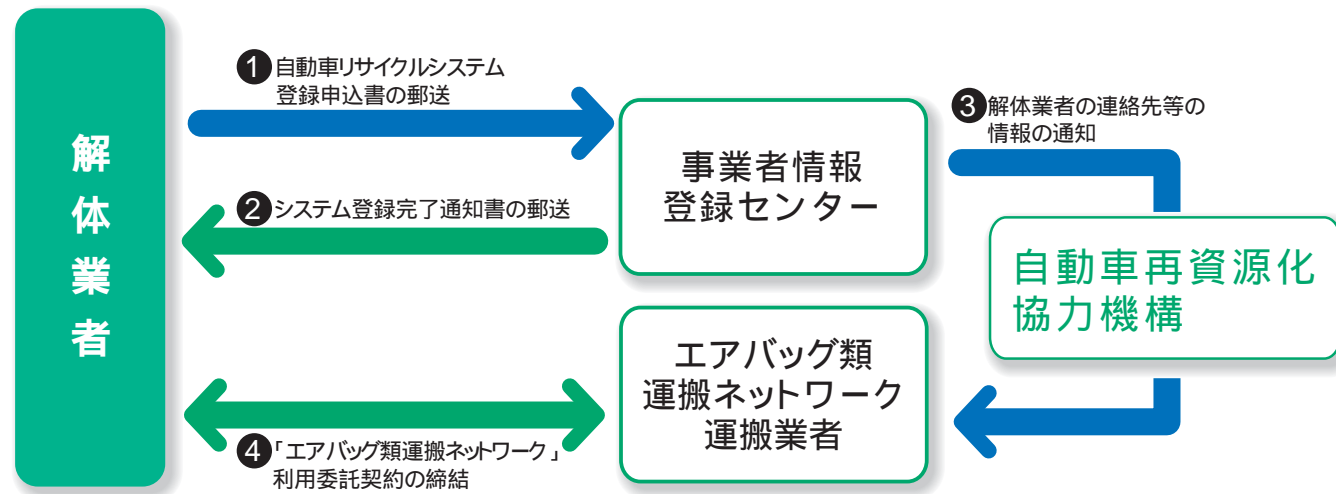 解体業者
❶自動車リサイクルシステム
登録申込書の郵送
❷システム登録完了通知書の郵送
事業者情報
登録センター
❸解体業者の連絡先等の
情報の通知
自動車再資源化
協力機構
エアバッグ類
運搬ネットワーク
運搬業者
❹「エアバッグ類運搬ネットワーク」
利用委託契約の締結